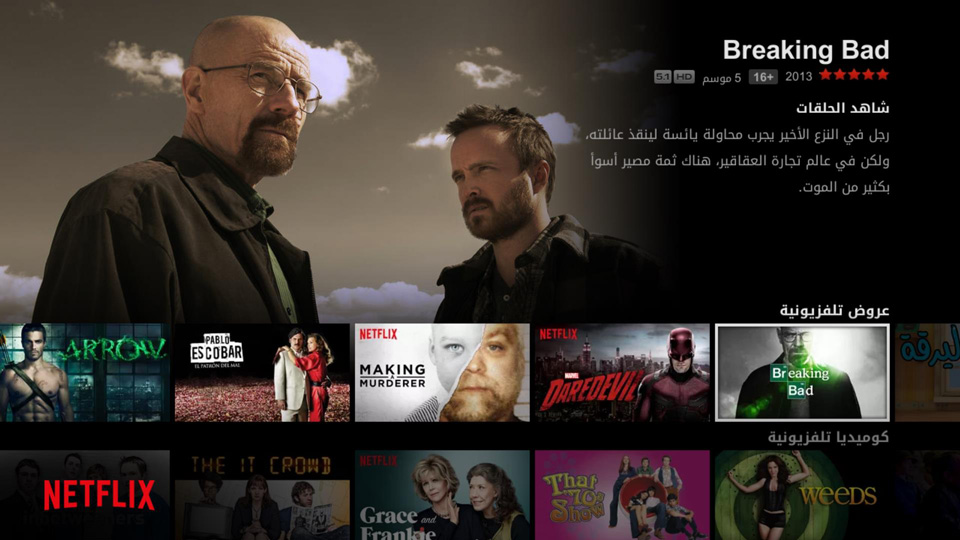 Breaking Bad
2013 16+ 5 موسم HD 5.1
شاهد الحلقات
رجل في النزع الأخير يجرب محاولة يائسة لينقذ عائلته،
ولكن في عالم تجارة العقاقير، هناك ثمة مصير أسوأ
بكثير من الموت.
عروض تلفزيونية
ARROW
PABLO
ESCOBAR
EL PATRÓN DEL MAL
NETFLIX
MAKING
A
MURDERER
NETFLIX
MARVEL
DAREDEVIL
Breaking
Bad
كوميديا تلفزيونية
NETFLIX
THE IT CROWD
NETFLIX
Grace and
Frankie
That
'70s
Show
WEEDS